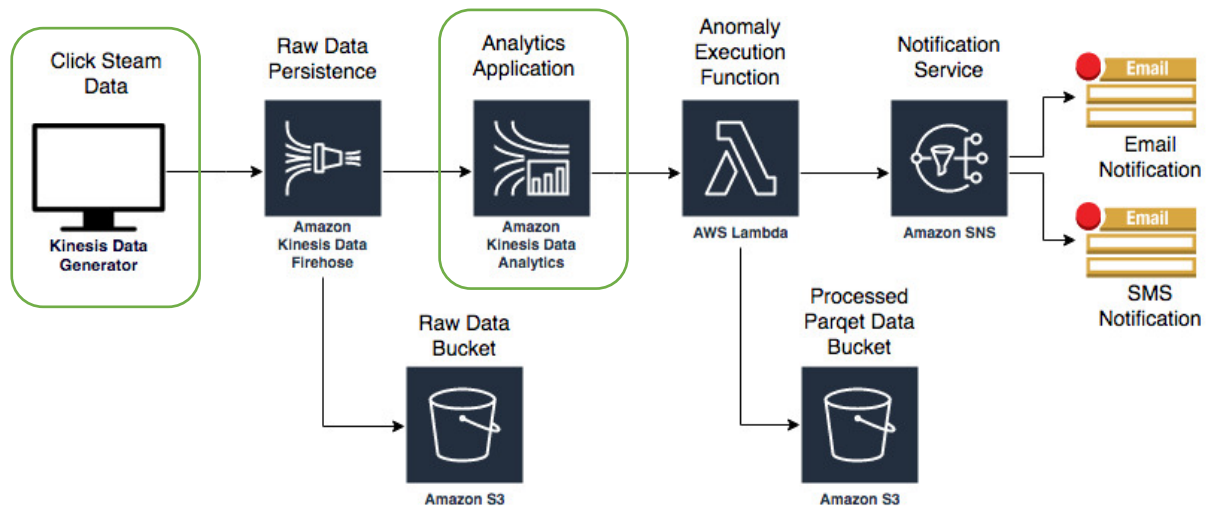 Click Steam
Data
Kinesis Data
Generator
Raw Data
Persistence
Amazon
Kinesis Data
Firehose
Analytics
Application
Amazon
Kinesis Data
Analytics
Anomaly
Execution
Function
AWS Lambda
Notification
Service
Amazon SNS
Email
Email
Notification
Email
SMS
Notification
Raw Data
Bucket
Amazon S3
Processed
Parqet Data
Bucket
Amazon S3